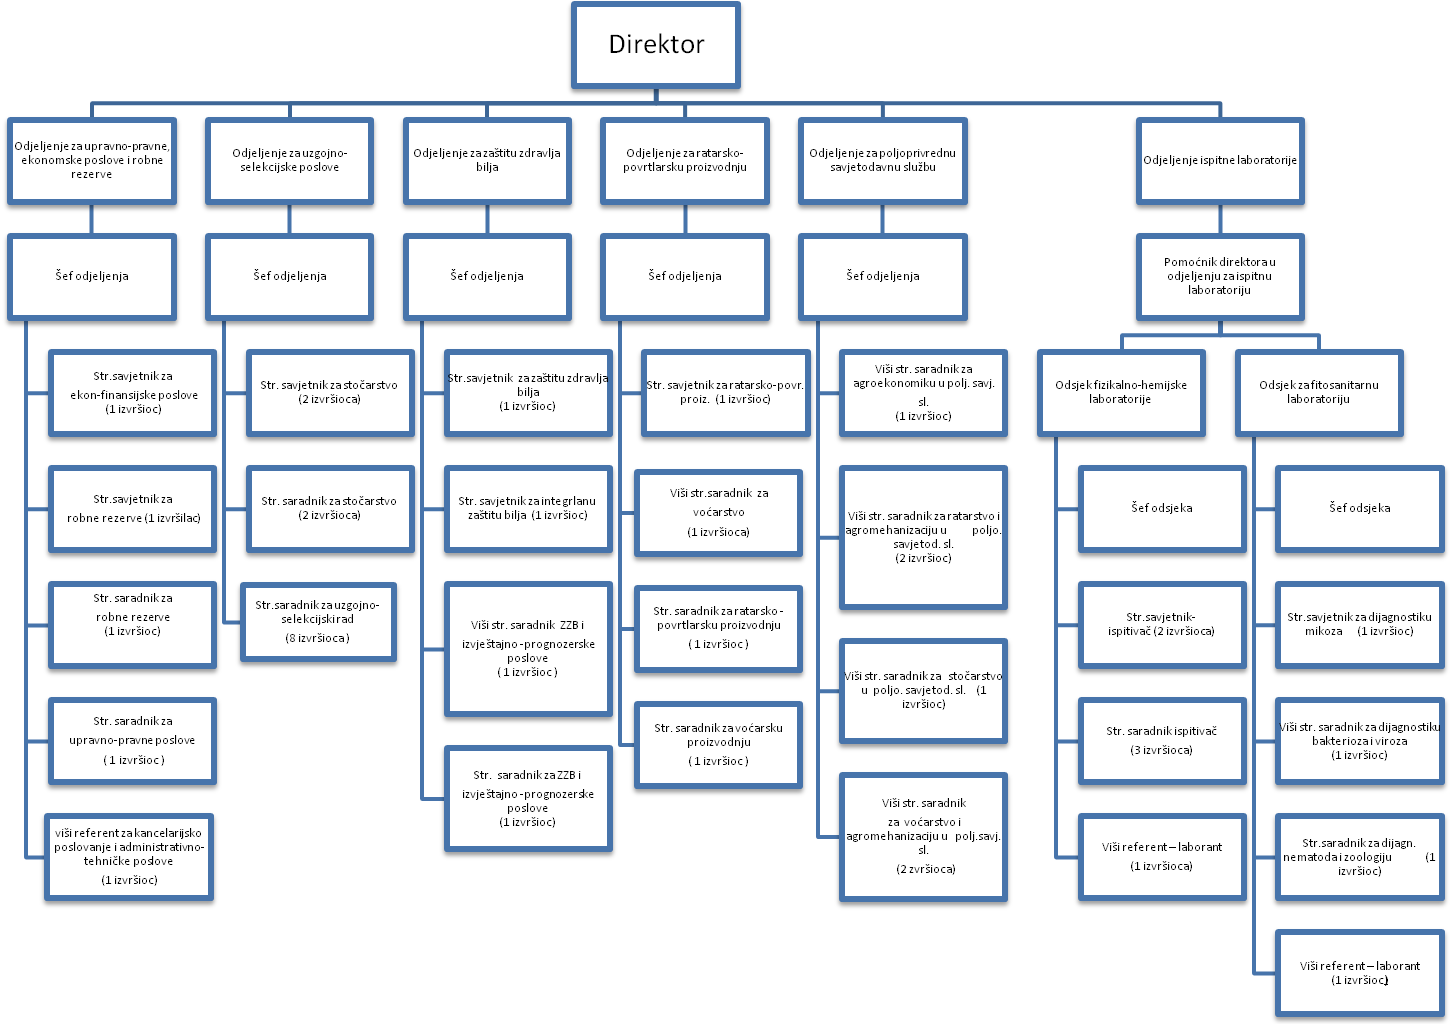 Direktor
Odjeljenje za upravno-pravne,
ekonomske poslove i robne
rezerve
Odjeljenje za uzgojno-
selekcijske poslove
Odjeljenje za zaštitu zdravlja
bilja
Odjeljenje za ratarsko-
povrtlarsku proizvodnju
Odjeljenje za poljoprivrednu
savjetodavnu službu
Odjeljenje ispitne laboratorije
Šef odjeljenja
Šef odjeljenja
Šef odjeljenja
Šef odjeljenja
Šef odjeljenja
Pomoćnik direktora u
odjeljenju za ispitnu
laboratoriju
Str.savjetnik za
ekon-finansijske poslove
(1 izvršioc)
Str.savjetnik za
robne rezerve (1 izvršilac)
Str. saradnik za
robne rezerve
(1 izvršioc)
Str. saradnik za
upravno-pravne poslove
( 1 izvršioc )
viši referent za kancelarijsko
poslovanje i administrativno-
tehničke poslove
(1 izvršioc)
Str. savjetnik za stočarstvo
(2 izvršioca)
Str. saradnik za stočarstvo
(2 izvršioca)
Str.saradnik za uzgojno-
selekcijski rad
(8 izvršioca )
Str.savjetnik za zaštitu zdravlja
bilja
(1 izvršioc)
Str. savjetnik za integrlanu
zaštitu bilja (1 izvršioc)
Viši str. saradnik ZZB i
izvještajno -prognozerske
poslove
( 1 izvršioc )
Str. saradnik za ZZB i
izvještajno -prognozerske
poslove
(1 izvršioc)
Str. savjetnik za ratarsko-povr.
proiz. (1 izvršioc)
Viši str.saradnik za
voćarstvo
(1 izvršioca)
Str. saradnik za ratarsko -
povrtlarsku proizvodnju
( 1 izvršioc )
Str. saradnik za voćarsku
proizvodnju
( 1 izvršioc )
Viši str. saradnik za
agroekonomiku u polj. savj.
sl.
(1 izvršioc)
Viši str. saradnik za ratarstvo i
agromehanizaciju u poljo.
savjetod. sl.
(2 izvršioc)
Viši str. saradnik za stočarstvo
u poljo. savjetod. sl. (1
izvršioc)
Viši str. saradnik
za voćarstvo i
agromehanizaciju u polj.savj.
sl.
(2 zvršioca)
Odsjek fizikalno-hemijske
laboratorije
Šef odsjeka
Str.savjetnik-
ispitivač (2 izvršioca)
Str. saradnik ispitivač
(3 izvršioca)
Viši referent – laborant
(1 izvršioca)
Odsjek za fitosanitarnu
laboratoriju
Šef odsjeka
Str.savjetnik za dijagnostiku
mikoza (1 izvršioc)
Viši str. saradnik za dijagnostiku
bakterioza i viroza
(1 izvršioc)
Str.saradnik za dijagn.
nematoda i zoologiju (1
izvršioc)
Viši referent – laborant
(1 izvršioc)